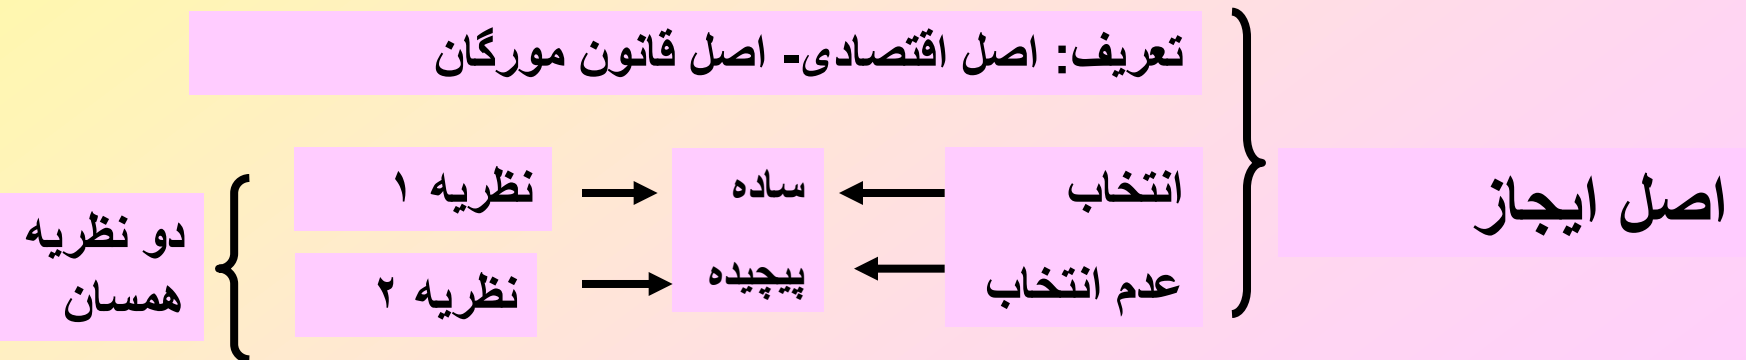 اصل ایجاز
تعریف: اصل اقتصادی- اصل قانون مورگان
انتخاب
ساده
نظریه ۱
عدم انتخاب
پیچیده
نظریه ۲
دو نظریه
همسان